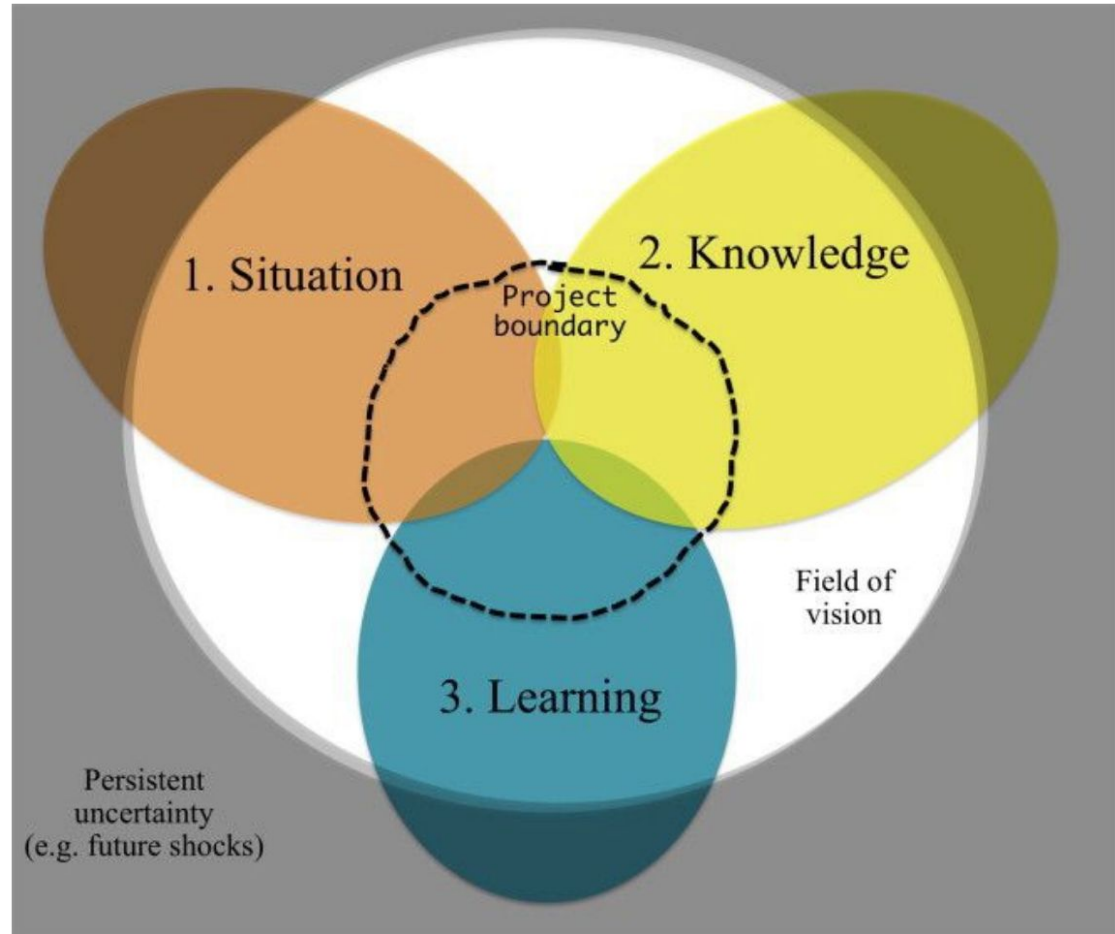 1. Situation
2. Knowledge
Project
boundary
Field of
vision
3. Learning
Persistent
uncertainty
(e.g. future shocks)